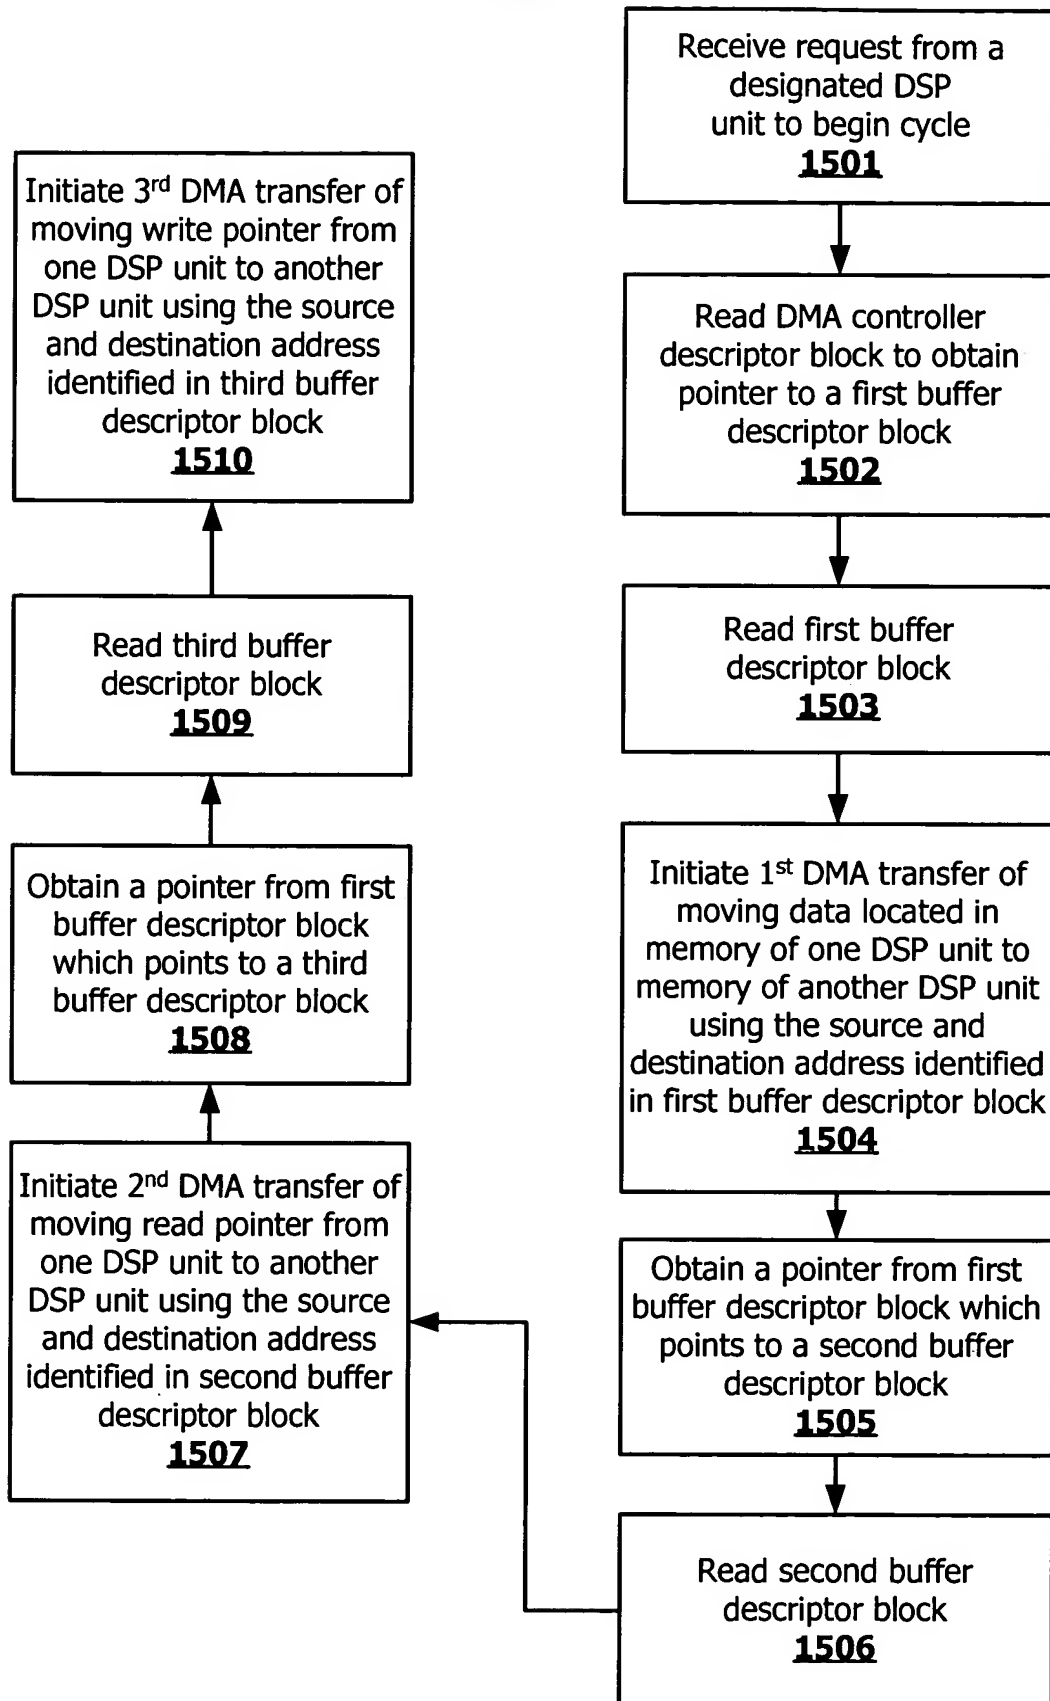 Receive request from a
designated DSP
unit to begin cycle
1501
Read DMA controller
descriptor block to obtain
pointer to a first buffer
descriptor block
1502
Read first buffer
descriptor block
1503
Initiate 1st DMA transfer of
moving data located in
memory of one DSP unit to
memory of another DSP unit
using the source and
destination address identified
in first buffer descriptor block
1504
Obtain a pointer from first
buffer descriptor block which
points to a second buffer
descriptor block
1505
Read second buffer
descriptor block
1506
Initiate 2nd DMA transfer of
moving read pointer from
one DSP unit to another
DSP unit using the source
and destination address
identified in second buffer
descriptor block
1507
Obtain a pointer from first
buffer descriptor block
which points to a third
buffer descriptor block
1508
Read third buffer
descriptor block
1509
Initiate 3rd DMA transfer of
moving write pointer from
one DSP unit to another
DSP unit using the source
and destination address
identified in third buffer
descriptor block
1510